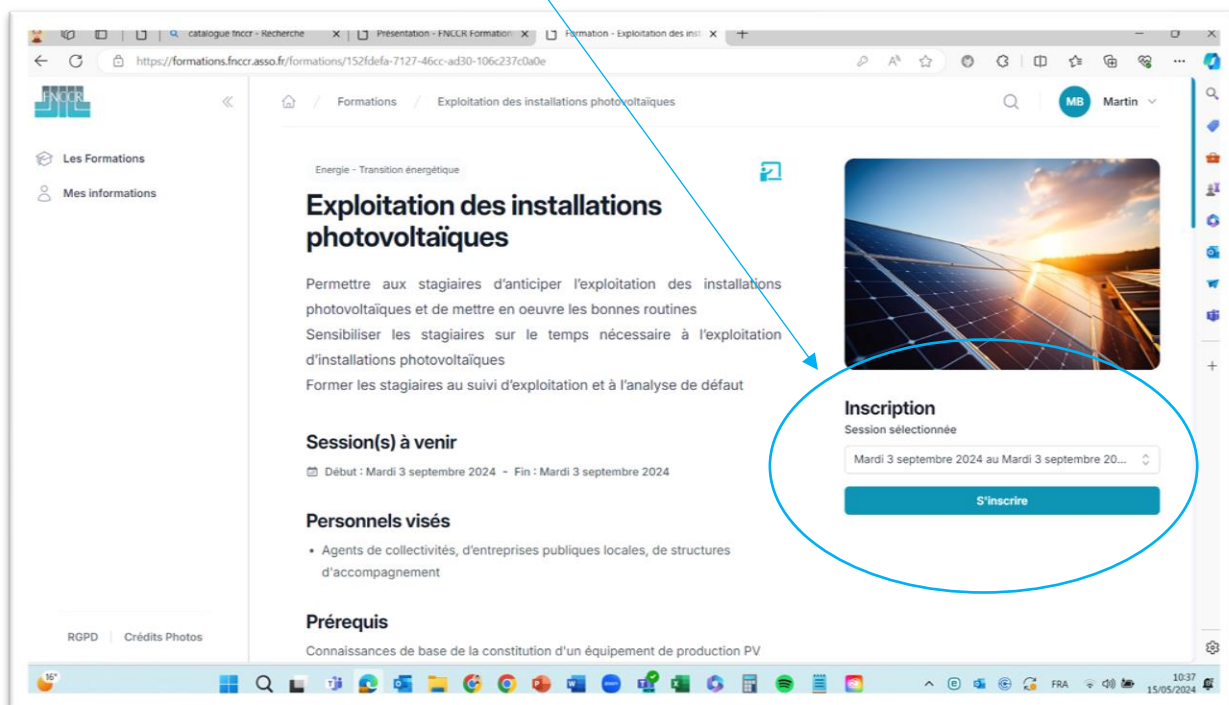 catalogue fnccr - Recherche
Présentation - FNCCR Formation
Formation - Exploitation des inst
https://formations.fnccr.asso.fr/formations/152fdefa-7127-46cc-ad30-106c237c0a0e
FNCCR
Formations / Exploitation des installations photovoltaïques
MB Martin
Les Formations
Mes informations
Energie - Transition énergétique
Exploitation des installations
photovoltaïques
Permettre aux stagiaires d'anticiper l'exploitation des installations
photovoltaïques et de mettre en oeuvre les bonnes routines
Sensibiliser les stagiaires sur le temps nécessaire à l'exploitation
d'installations photovoltaïques
Former les stagiaires au suivi d'exploitation et à l'analyse de défaut
Session(s) à venir
Début : Mardi 3 septembre 2024 - Fin : Mardi 3 septembre 2024
Personnels visés
• Agents de collectivités, d'entreprises publiques locales, de structures
d'accompagnement
Prérequis
Connaissances de base de la constitution d'un équipement de production PV
Inscription
Session sélectionnée
Mardi 3 septembre 2024 au Mardi 3 septembre 20...
S'inscrire
RGPD
Crédits Photos
16°
FRA
10:37
15/05/2024